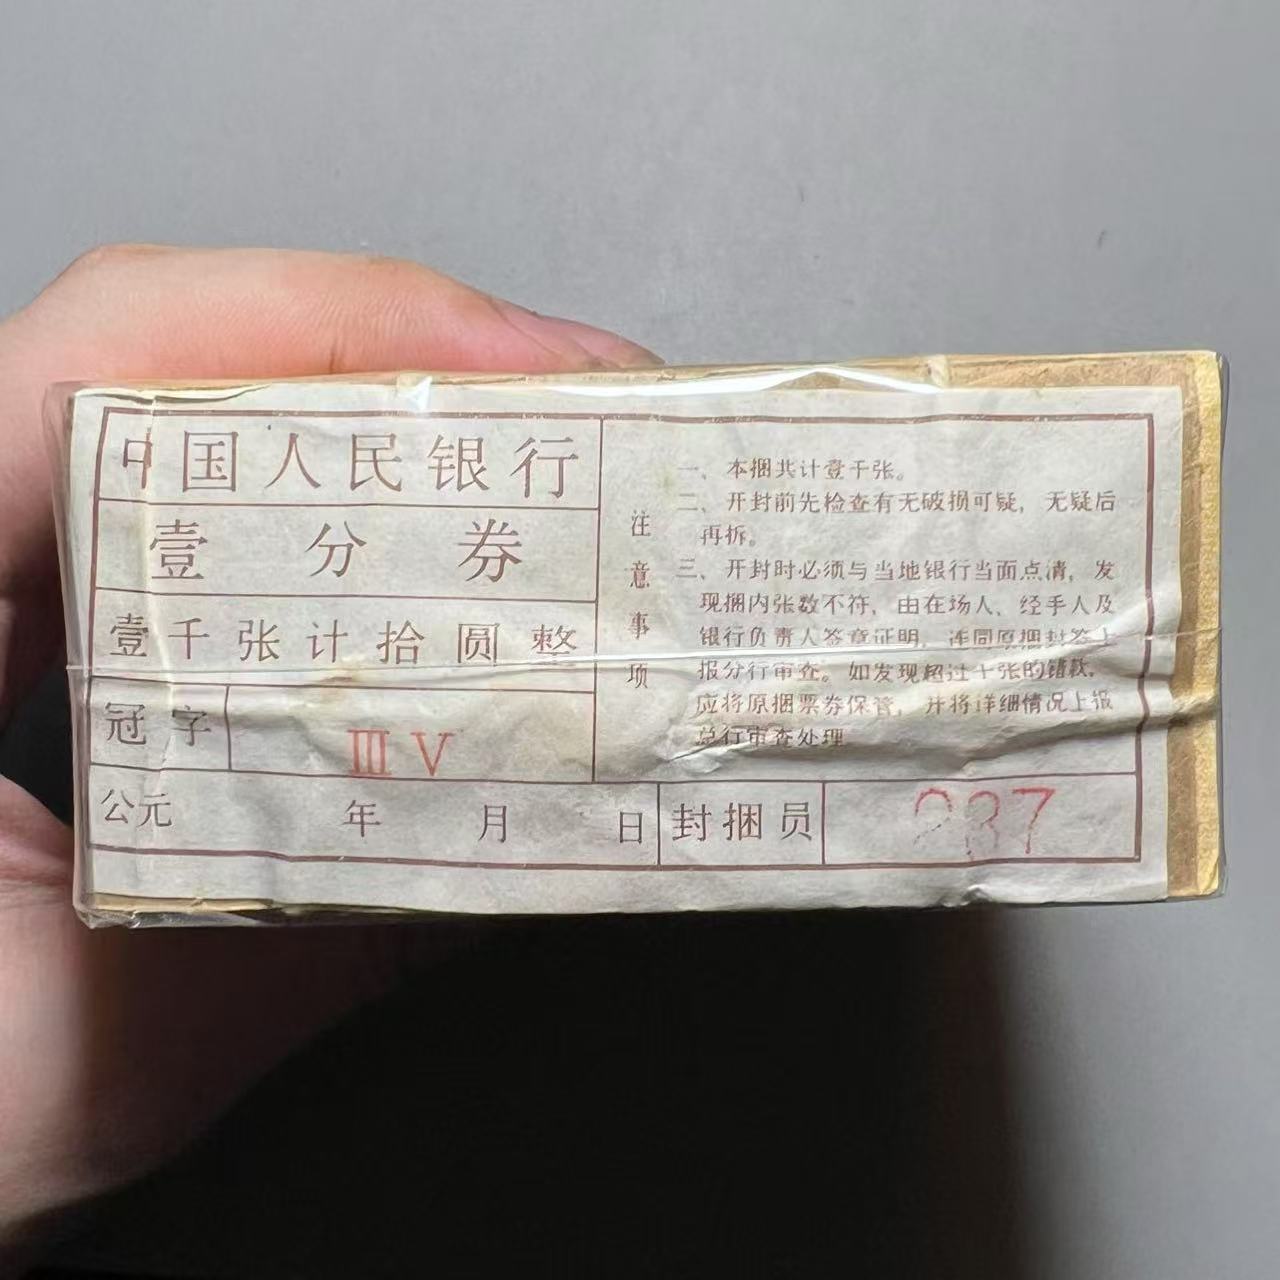 中国人民银行
壹分券
壹千张计拾圆整
冠字 ⅢⅤ
注意事项
一、本捆共计壹千张。
二、开封前先检查有无破损可疑，无疑后
再拆。
三、开封时必须与当地银行当面点清，发
现捆内张数不符，由在场人、经手人及
银行负责人签章证明，连同原捆封签上
报分行审查。如发现超过十张的错款，
应将原捆票券保管，并将详细情况上报
总行审查处理
公元 年 月 日 封捆员 237